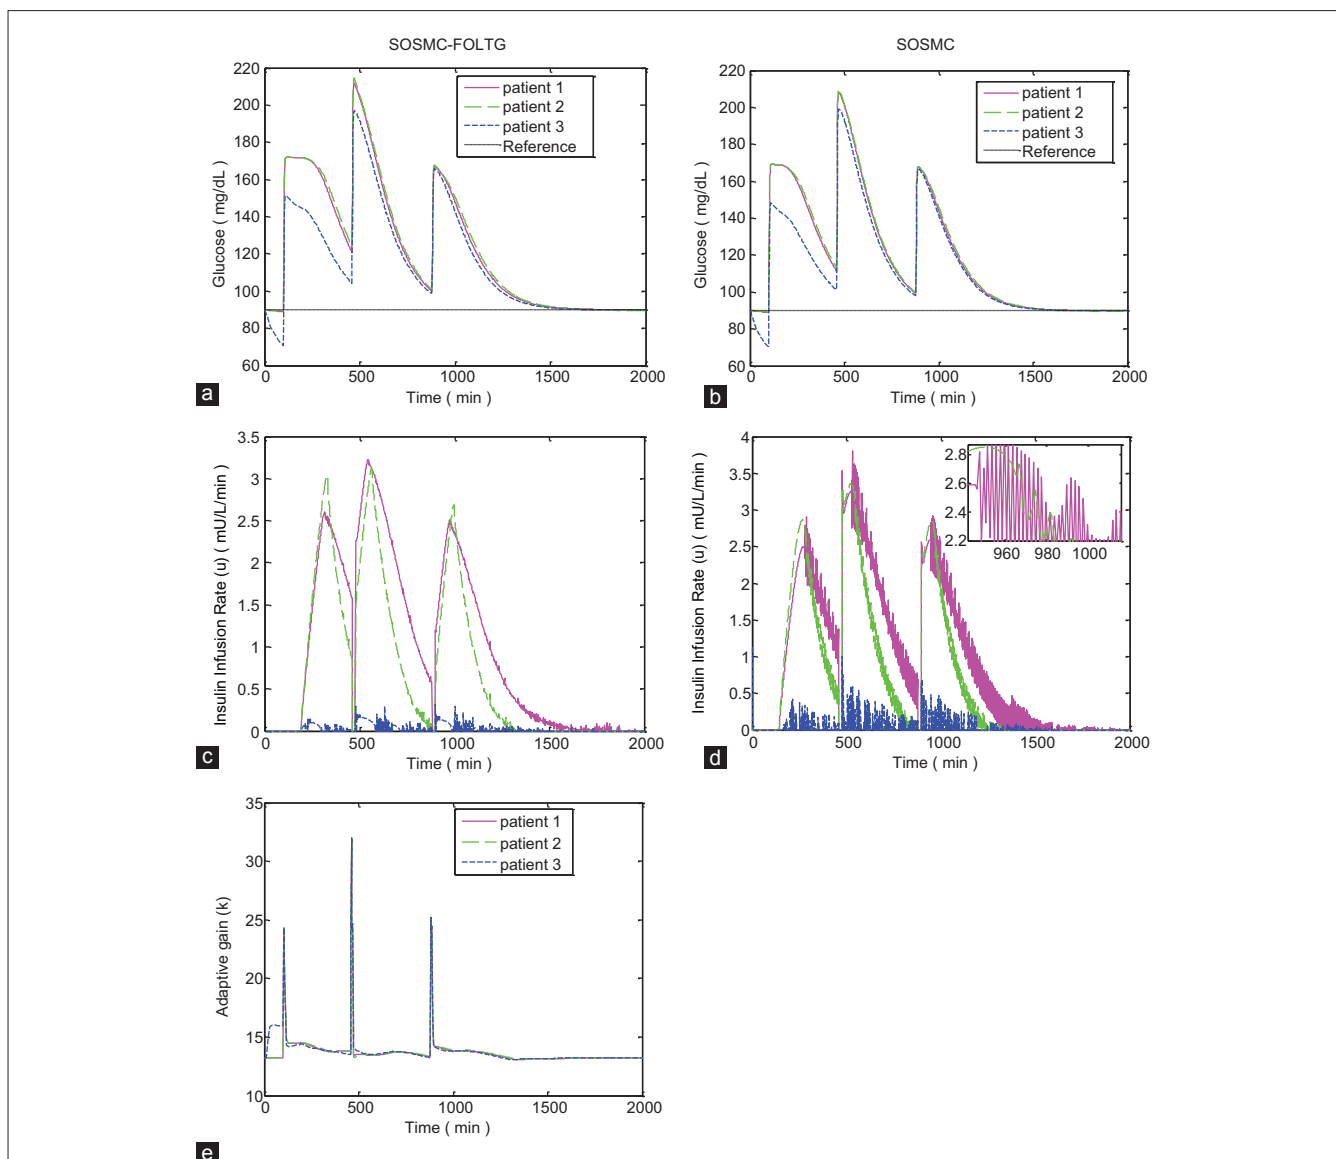 SOSMC-FOLTG
220
200
180
160
140
120
100
80
60
Glucose ( mg/dL )
patient 1
patient 2
patient 3
Reference
0 500 1000 1500 2000
Time ( min )
a
SOSMC
220
200
180
160
140
120
100
80
60
Glucose ( mg/dL )
patient 1
patient 2
patient 3
Reference
0 500 1000 1500 2000
Time ( min )
b
3.5
3
2.5
2
1.5
1
0.5
0
Insulin Infusion Rate (u) ( mU/L/min )
0 500 1000 1500 2000
Time ( min )
c
4
3.5
3
2.5
2
1.5
1
0.5
0
Insulin Infusion Rate (u) ( mU/L/min )
2.8
2.6
2.4
2.2
960 980 1000
0 500 1000 1500 2000
Time ( min )
d
35
30
25
20
15
10
Adaptive gain (k)
patient 1
patient 2
patient 3
0 500 1000 1500 2000
Time ( min )
e